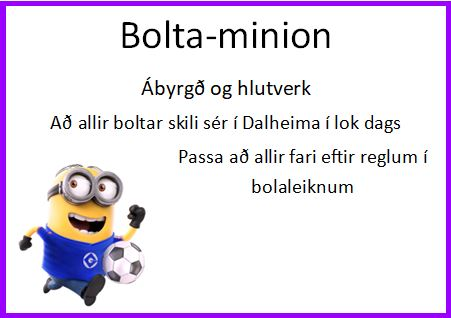 Bolta-minion
Ábyrgð og hlutverk
Að allir boltar skili sér í Dalheima í lok dags
Passa að allir fari eftir reglum í
bolaleiknum